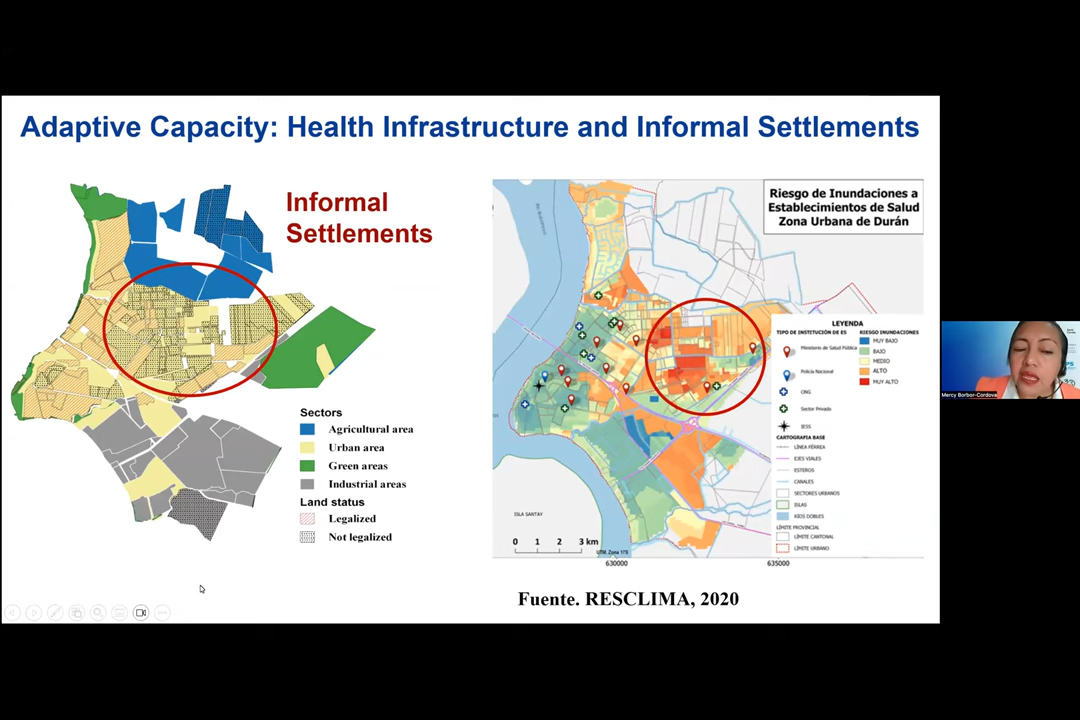 Adaptive Capacity: Health Infrastructure and Informal Settlements
Informal
Settlements
Sectors
Agricultural area
Urban area
Green areas
Industrial areas
Land status
Legalized
Not legalized
Riesgo de Inundaciones a
Establecimientos de Salud
Zona Urbana de Durán
LEYENDA
TIPO DE INSTITUCIÓN DE ES
Ministerio de Salud Pública
Policía Nacional
ONG
Sector Privado
IESS
RIESGO INUNDACIONES
MUY BAJO
BAJO
MEDIO
ALTO
MUY ALTO
CARTOGRAFIA BASE
LÍNEA FÉRREA
EJES VIALES
ESTEROS
CANALES
SECTORES URBANOS
ISLAS
RÍOS DOBLES
LÍMITE PROVINCIAL
LÍMITE CANTONAL
LÍMITE URBANO
ISLA SANTAY
0 1 2 3 km
UTM. Zona 17S
630000
635000
Fuente. RESCLIMA, 2020
Mercy Borbor-Cordova